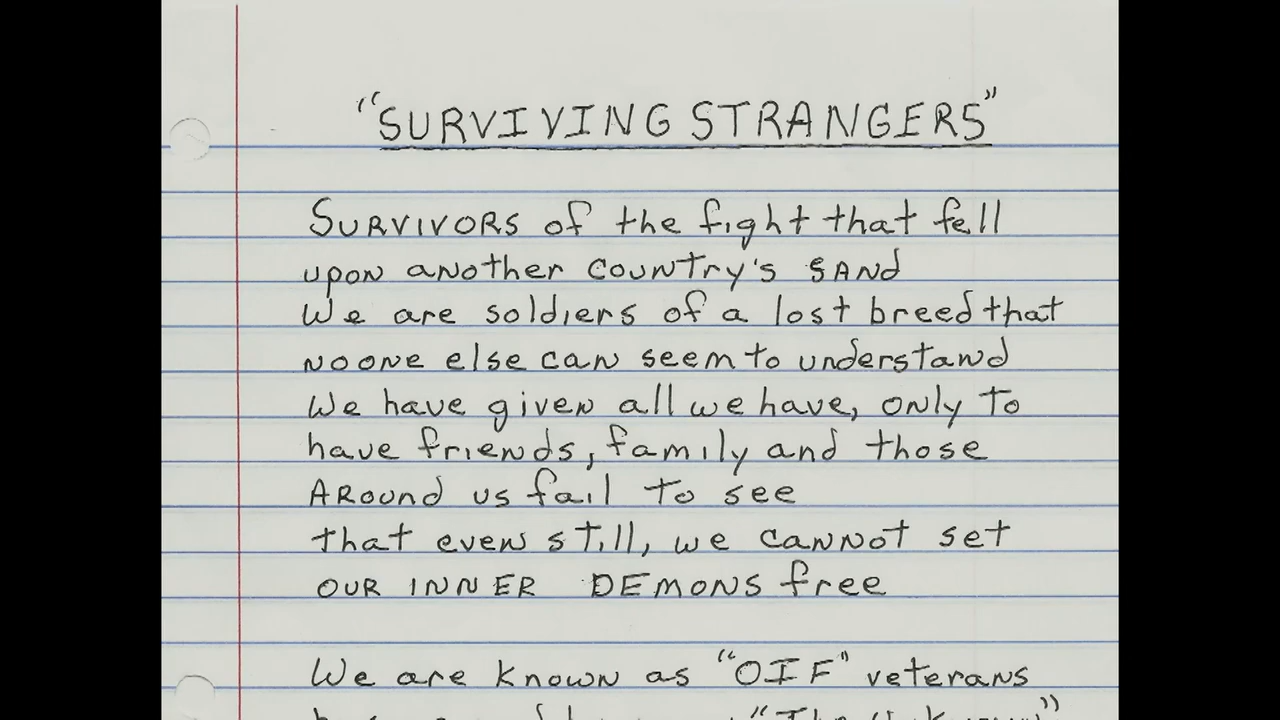 "SURVIVING STRANGERS"
SURVIVORS of the fight that fell
upon another country's SAND
We are soldiers of a lost breed that
NO ONE else can seem to understand
We have given all we have, only to
have friends, family and those
AROUND us fail to see
that even still, we cannot set
OUR INNER DEMONS free
We are known as "OIF" veterans